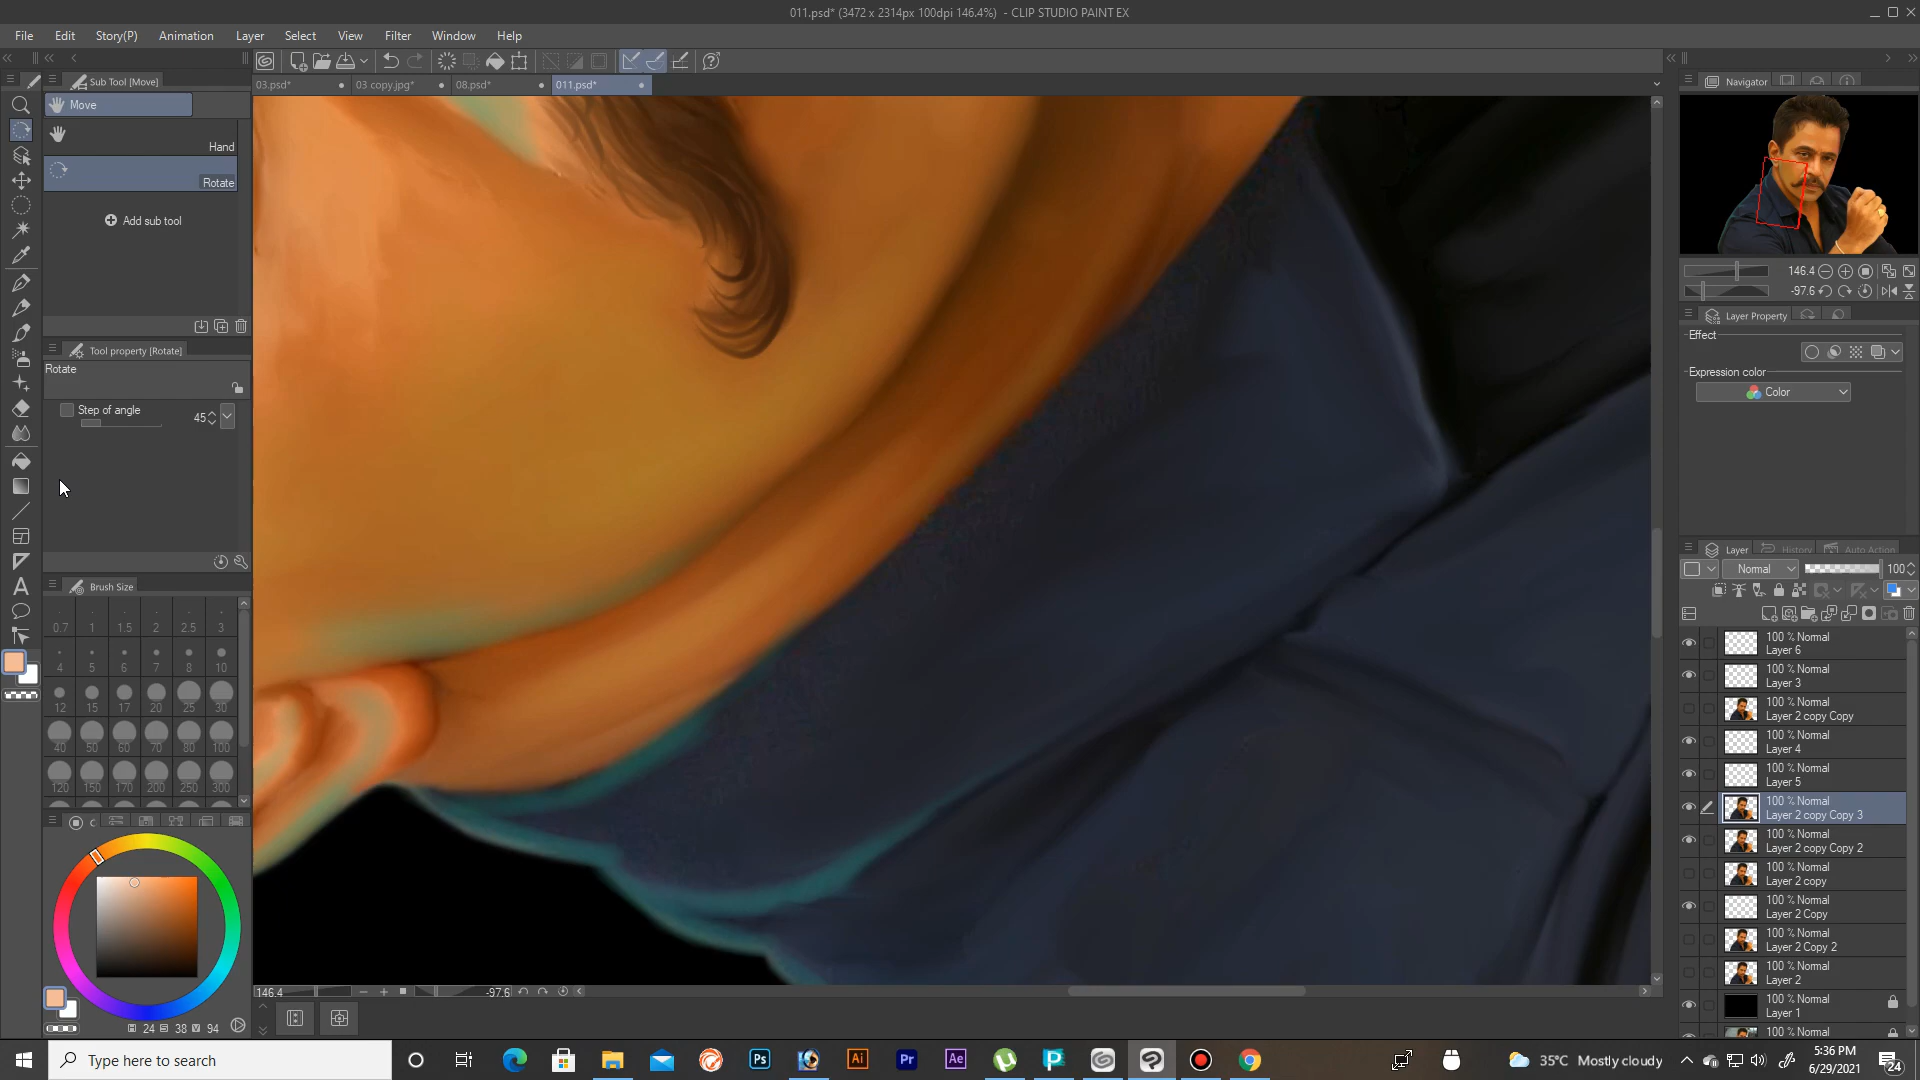 011.psd* (3472 x 2314px 100dpi 146.4%) - CLIP STUDIO PAINT EX
File Edit Story(P) Animation Layer Select View Filter Window Help
Sub Tool [Move]
03.psd* 03 copy.jpg* 08.psd* 011.psd*
Navigator
Move
Hand
Rotate
Add sub tool
146.4
-97.6
Layer Property
Effect
Expression color
Color
Tool property [Rotate]
Rotate
Step of angle 45
Layer History Auto Action
Normal 100
Brush Size
0.7 1 1.5 2 2.5 3
4 5 6 7 8 10
12 15 17 20 25 30
40 50 60 70 80 100
120 150 170 200 250 300
100 % Normal
Layer 6
100 % Normal
Layer 3
100 % Normal
Layer 2 copy Copy
100 % Normal
Layer 4
100 % Normal
Layer 5
100 % Normal
Layer 2 copy Copy 3
100 % Normal
Layer 2 copy Copy 2
100 % Normal
Layer 2 copy
100 % Normal
Layer 2 Copy
100 % Normal
Layer 2 Copy 2
100 % Normal
Layer 2
100 % Normal
Layer 1
100 % Normal
146.4 -97.6
24 38 94
Type here to search
Ps Ai Pr Ae
35°C Mostly cloudy
5:36 PM
6/29/2021
24